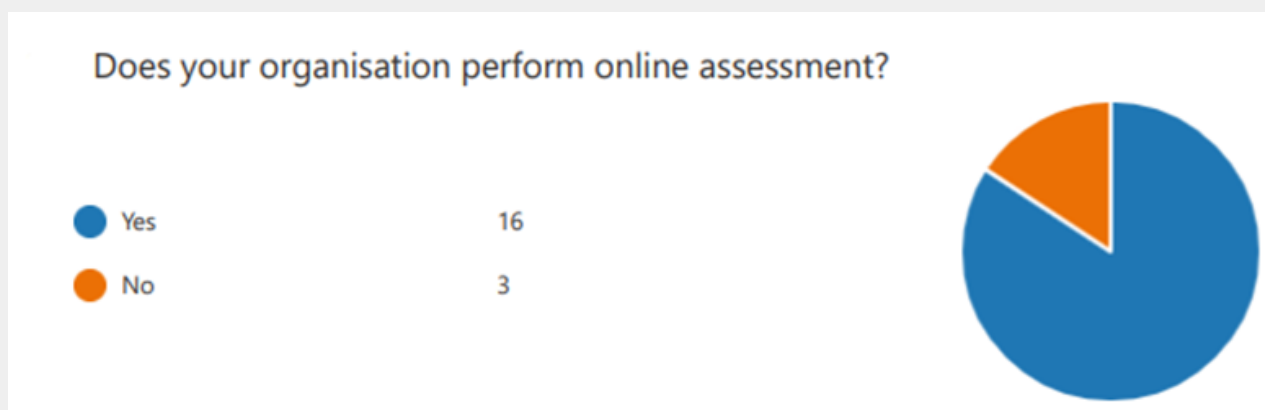 Does your organisation perform online assessment?
Yes 16
No 3